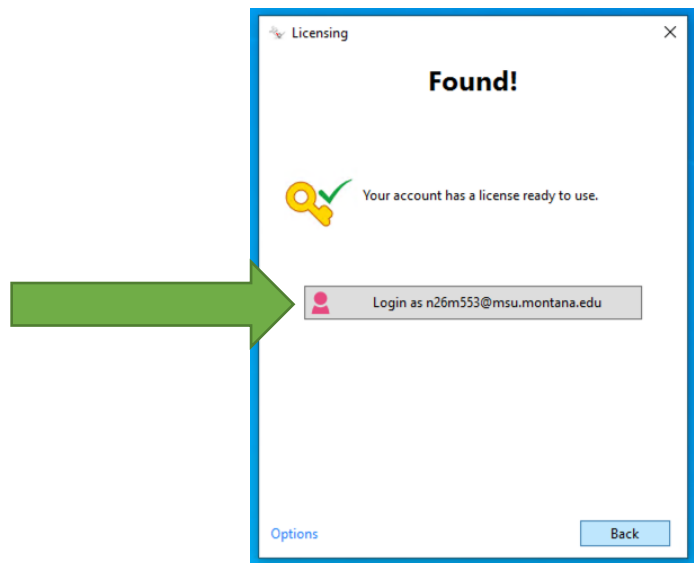 Licensing
Found!
Your account has a license ready to use.
Login as n26m553@msu.montana.edu
Options
Back